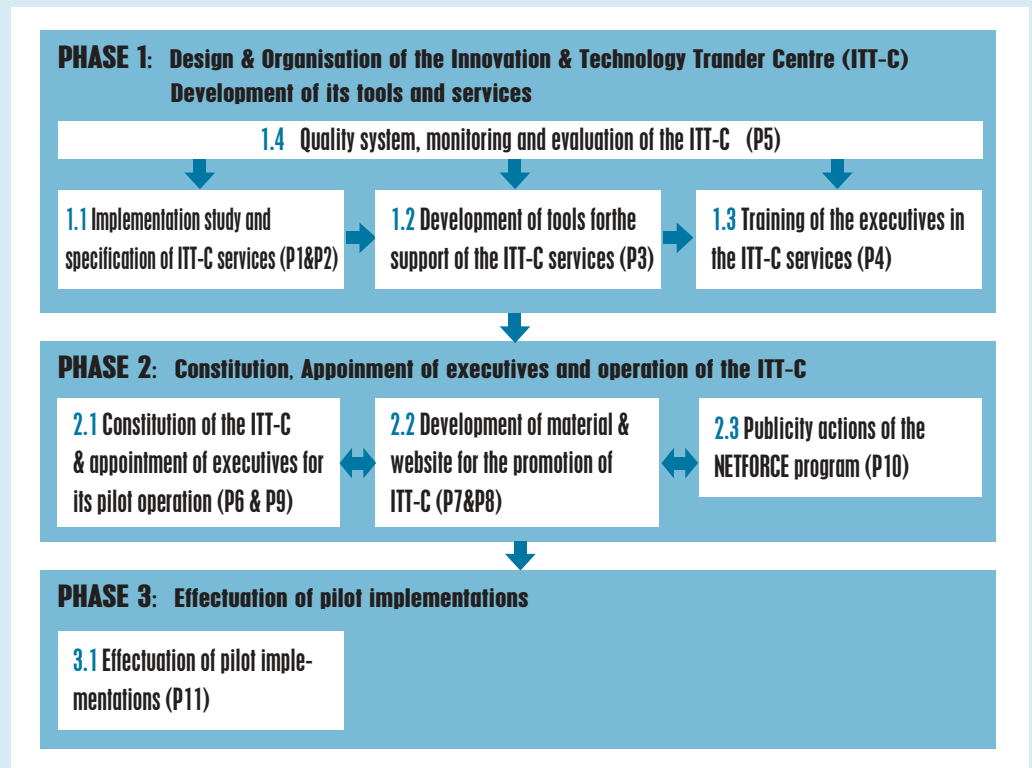 PHASE 1: Design & Organisation of the Innovation & Technology Trander Centre (ITT-C)
Development of its tools and services
1.4 Quality system, monitoring and evaluation of the ITT-C (P5)
1.1 Implementation study and
specification of ITT-C services (P1&P2)
1.2 Development of tools forthe
support of the ITT-C services (P3)
1.3 Training of the executives in
the ITT-C services (P4)
PHASE 2: Constitution, Appoinment of executives and operation of the ITT-C
2.1 Constitution of the ITT-C
& appointment of executives for
its pilot operation (P6 & P9)
2.2 Development of material &
website for the promotion of
ITT-C (P7&P8)
2.3 Publicity actions of the
NETFORCE program (P10)
PHASE 3: Effectuation of pilot implementations
3.1 Effectuation of pilot imple-
mentations (P11)